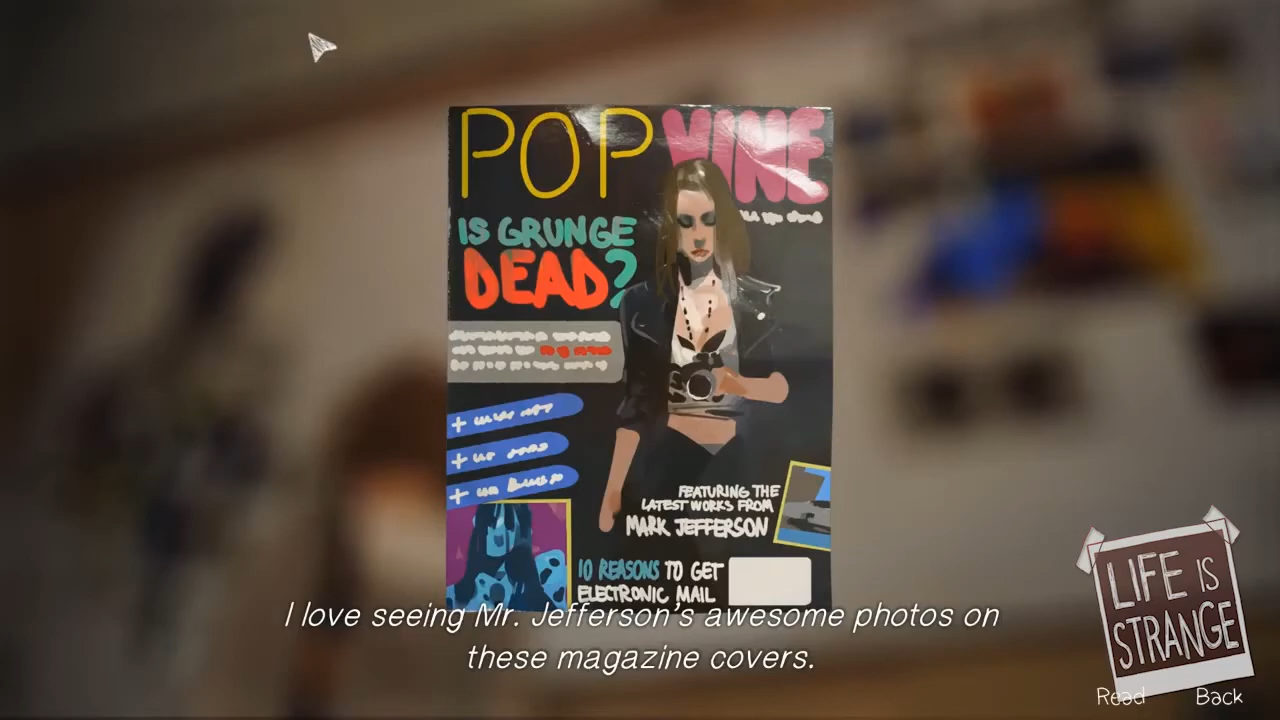 POP VINE
IS GRUNGE
DEAD?
FEATURING THE
LATEST WORKS FROM
MARK JEFFERSON
10 REASONS TO GET
ELECTRONIC MAIL
I love seeing Mr. Jefferson's awesome photos on
these magazine covers.
LIFE IS
STRANGE
Read Back